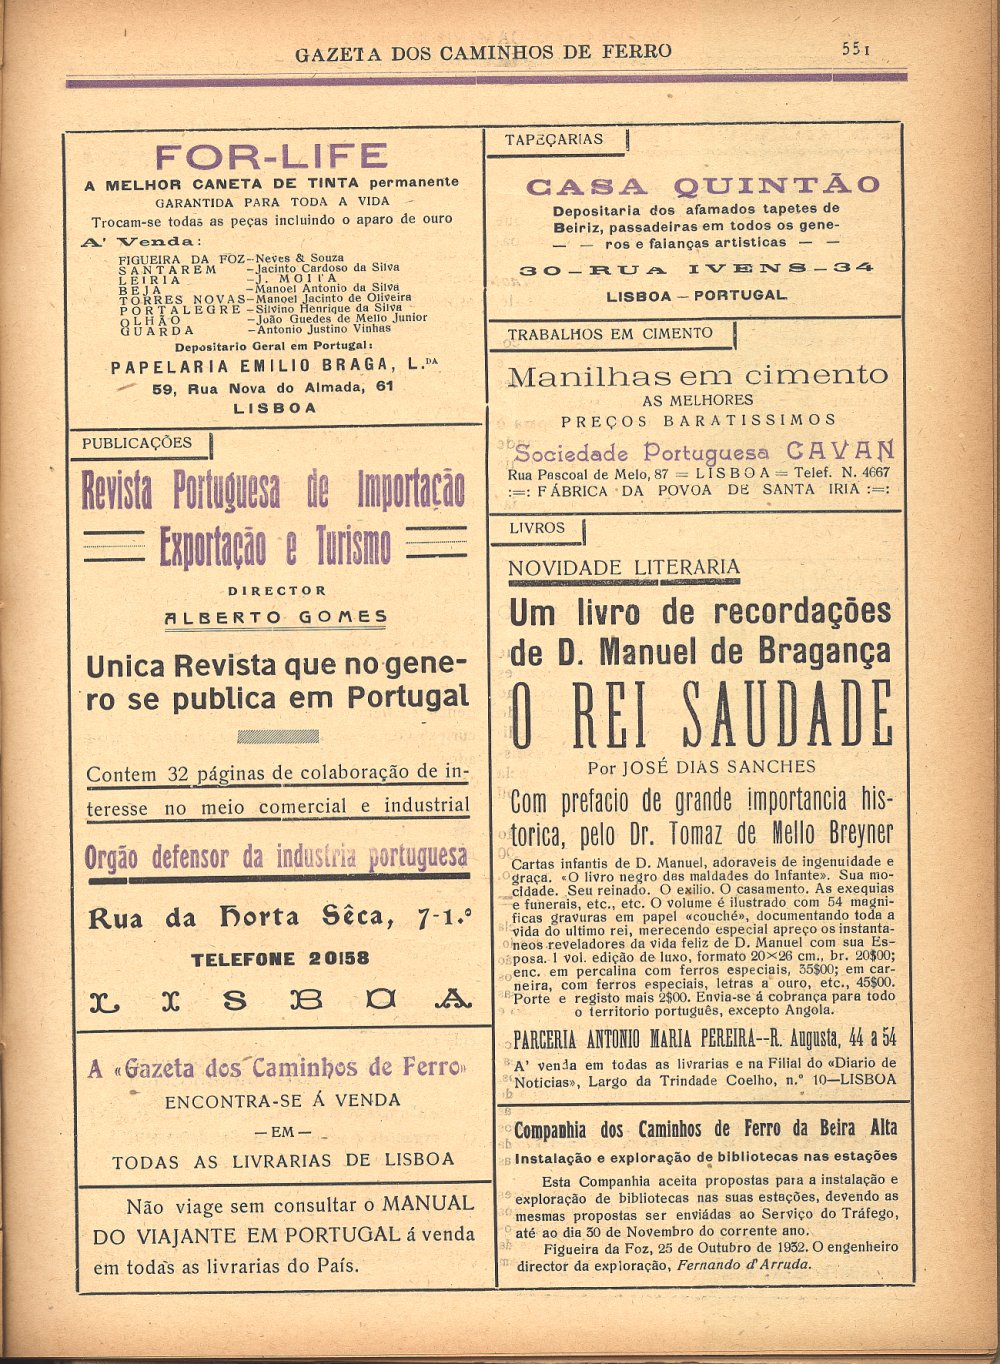 GAZETA DOS CAMINHOS DE FERRO
551
FOR-LIFE
A MELHOR CANETA DE TINTA permanente
GARANTIDA PARA TODA A VIDA
Trocam-se todas as peças incluindo o aparo de ouro
A' Venda:
FIGUEIRA DA FOZ—Neves & Souza
SANTAREM —Jacinto Cardoso da Silva
LEIRIA —J. MOITA
BEJA —Manoel Antonio da Silva
TORRES NOVAS—Manoel Jacinto de Oliveira
PORTALEGRE —Silvino Henrique da Silva
OLHÃO —João Guedes de Mello Junior
GUARDA —Antonio Justino Vinhas
Depositario Geral em Portugal:
PAPELARIA EMILIO BRAGA, L.DA
59, Rua Nova do Almada, 61
LISBOA
PUBLICAÇÕES
Revista Portuguesa de Importação
Exportação e Turismo
DIRECTOR
ALBERTO GOMES
Unica Revista que no gene-
ro se publica em Portugal
Contem 32 páginas de colaboração de in-
teresse no meio comercial e industrial
Orgão defensor da industria portuguesa
Rua da Horta Sêca, 7-1.º
TELEFONE 20158
LISBOA
A «Gazeta dos Caminhos de Ferro»
ENCONTRA-SE Á VENDA
— EM —
TODAS AS LIVRARIAS DE LISBOA
Não viage sem consultar o MANUAL
DO VIAJANTE EM PORTUGAL á venda
em todas as livrarias do País.
TAPEÇARIAS
CASA QUINTÃO
Depositaria dos afamados tapetes de
Beiriz, passadeiras em todos os gene-
— — ros e faianças artisticas — —
30—RUA IVENS—34
LISBOA — PORTUGAL
TRABALHOS EM CIMENTO
Manilhas em cimento
AS MELHORES
PREÇOS BARATISSIMOS
Sociedade Portuguesa CAVAN
Rua Pascoal de Melo, 87 = LISBOA = Telef. N. 4667
:=: FÁBRICA DA POVOA DE SANTA IRIA :=:
LIVROS
NOVIDADE LITERARIA
Um livro de recordações
de D. Manuel de Bragança
O REI SAUDADE
Por JOSÉ DIAS SANCHES
Com prefacio de grande importancia his-
torica, pelo Dr. Tomaz de Mello Breyner
Cartas infantis de D. Manuel, adoraveis de ingenuidade e
graça. «O livro negro das maldades do Infante». Sua mo-
cidade. Seu reinado. O exilio. O casamento. As exequias
e funerais, etc., etc. O volume é ilustrado com 54 magni-
ficas gravuras em papel «couché», documentando toda a
vida do ultimo rei, merecendo especial apreço os instanta-
neos reveladores da vida feliz de D. Manuel com sua Es-
posa. 1 vol. edição de luxo, formato 20×26 cm., br. 20$00;
enc. em percalina com ferros especiais, 35$00; em car-
neira, com ferros especiais, letras a ouro, etc., 45$00.
Porte e registo mais 2$00. Envia-se á cobrança para todo
o territorio português, excepto Angola.
PARCERIA ANTONIO MARIA PEREIRA--R. Augusta, 44 a 54
A' venda em todas as livrarias e na Filial do «Diario de
Noticias», Largo da Trindade Coelho, n.º 10—LISBOA
Companhia dos Caminhos de Ferro da Beira Alta
Instalação e exploração de bibliotecas nas estações
Esta Companhia aceita propostas para a instalação e
exploração de bibliotecas nas suas estações, devendo as
mesmas propostas ser enviádas ao Serviço do Tráfego,
até ao dia 30 de Novembro do corrente ano.
Figueira da Foz, 25 de Outubro de 1932. O engenheiro
director da exploração, Fernando d'Arruda.